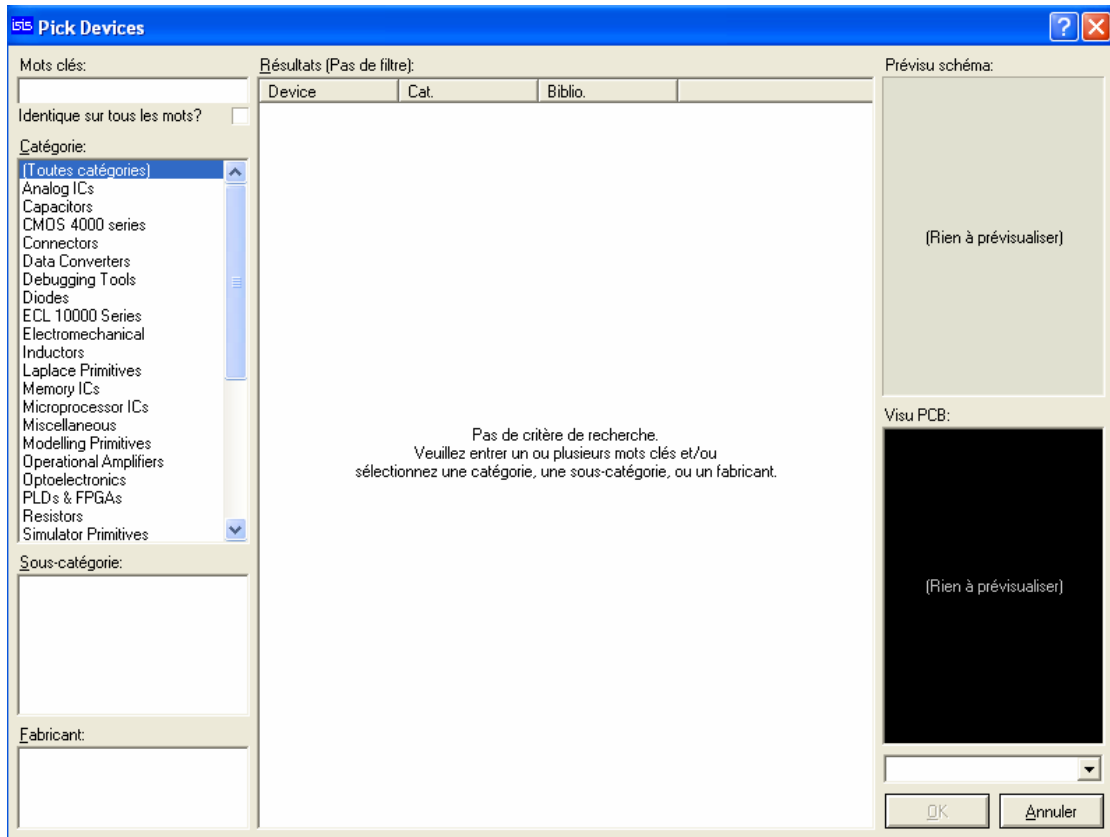 isis Pick Devices
Mots clés:
Identique sur tous les mots?
Catégorie:
(Toutes catégories)
Analog ICs
Capacitors
CMOS 4000 series
Connectors
Data Converters
Debugging Tools
Diodes
ECL 10000 Series
Electromechanical
Inductors
Laplace Primitives
Memory ICs
Microprocessor ICs
Miscellaneous
Modelling Primitives
Operational Amplifiers
Optoelectronics
PLDs & FPGAs
Resistors
Simulator Primitives
Sous-catégorie:
Fabricant:
Résultats (Pas de filtre):
Device Cat. Biblio.
Pas de critère de recherche.
Veuillez entrer un ou plusieurs mots clés et/ou
sélectionnez une catégorie, une sous-catégorie, ou un fabricant.
Prévisu schéma:
(Rien à prévisualiser)
Visu PCB:
(Rien à prévisualiser)
OK Annuler